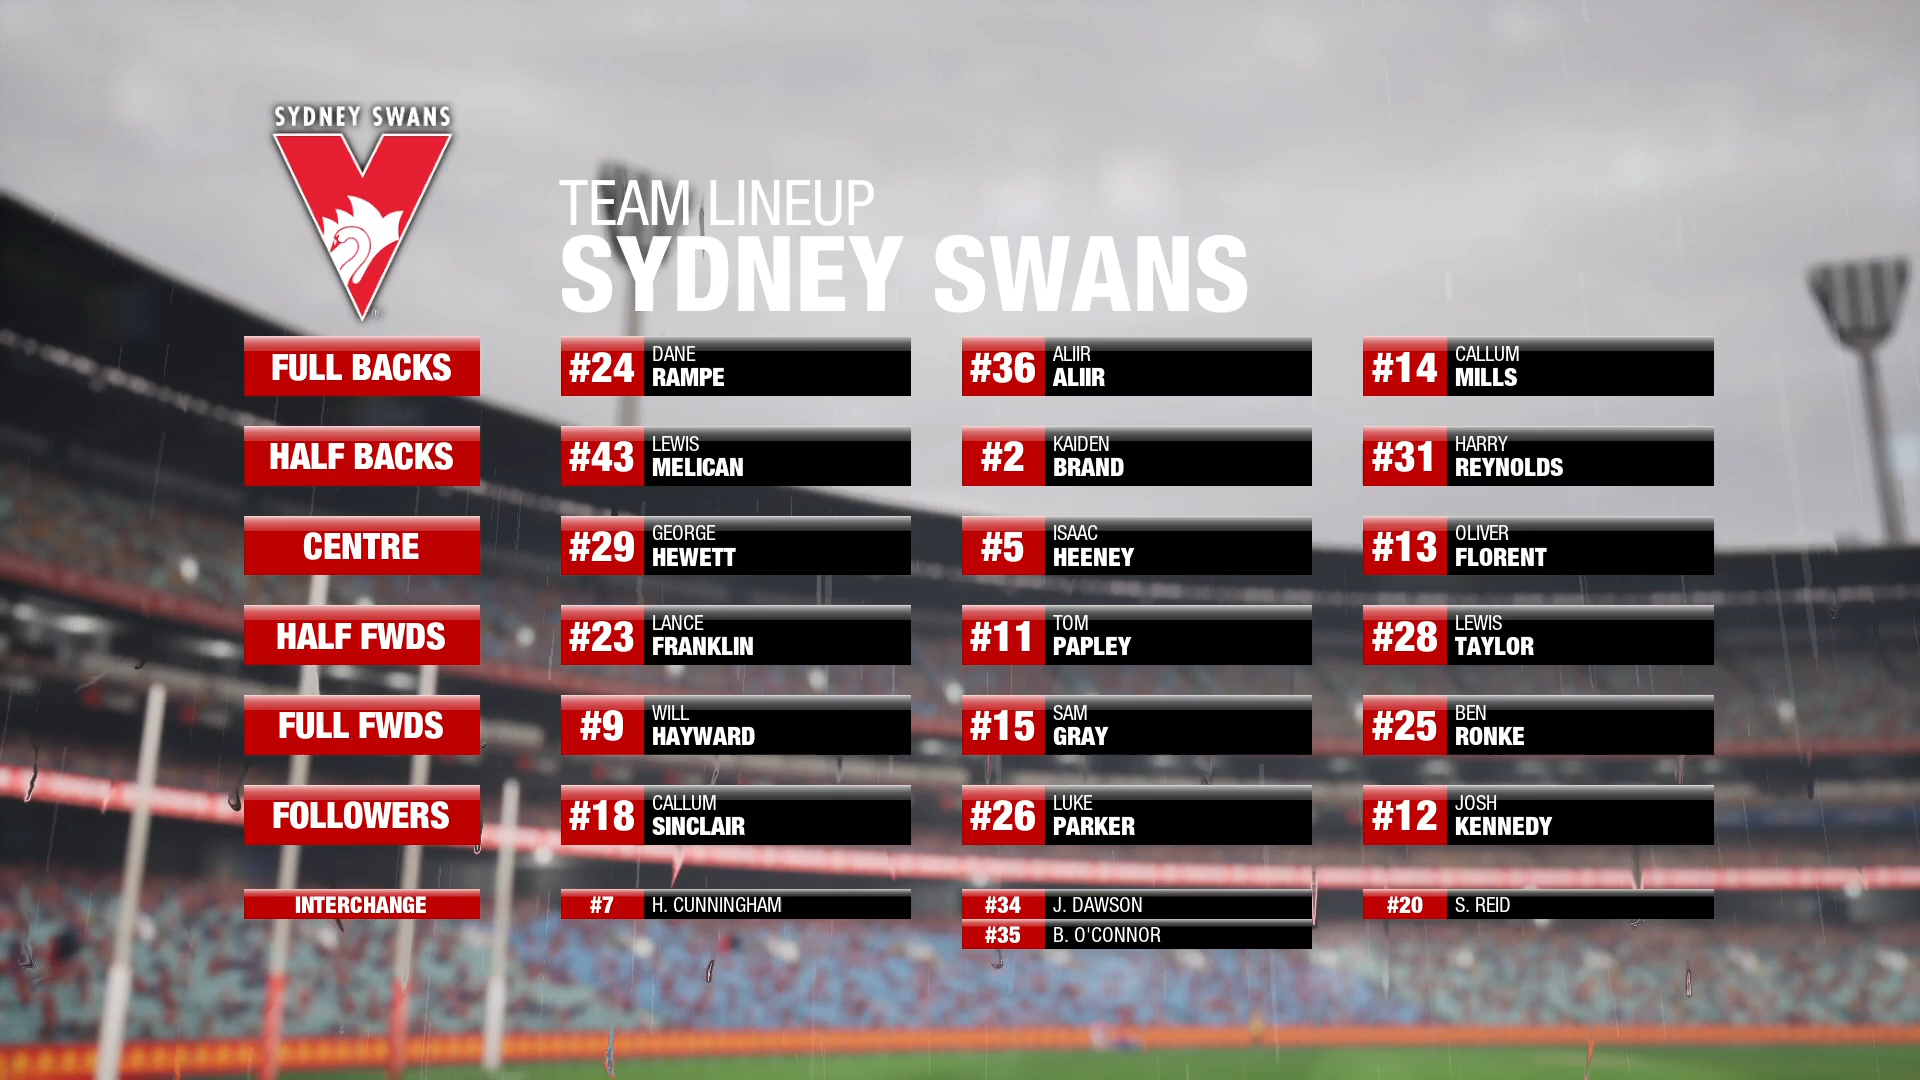 SYDNEY SWANS
TEAM LINEUP
SYDNEY SWANS
FULL BACKS
#24 DANE RAMPE
#36 ALIIR ALIIR
#14 CALLUM MILLS
HALF BACKS
#43 LEWIS MELICAN
#2 KAIDEN BRAND
#31 HARRY REYNOLDS
CENTRE
#29 GEORGE HEWETT
#5 ISAAC HEENEY
#13 OLIVER FLORENT
HALF FWDS
#23 LANCE FRANKLIN
#11 TOM PAPLEY
#28 LEWIS TAYLOR
FULL FWDS
#9 WILL HAYWARD
#15 SAM GRAY
#25 BEN RONKE
FOLLOWERS
#18 CALLUM SINCLAIR
#26 LUKE PARKER
#12 JOSH KENNEDY
INTERCHANGE
#7 H. CUNNINGHAM
#34 J. DAWSON
#20 S. REID
#35 B. O'CONNOR